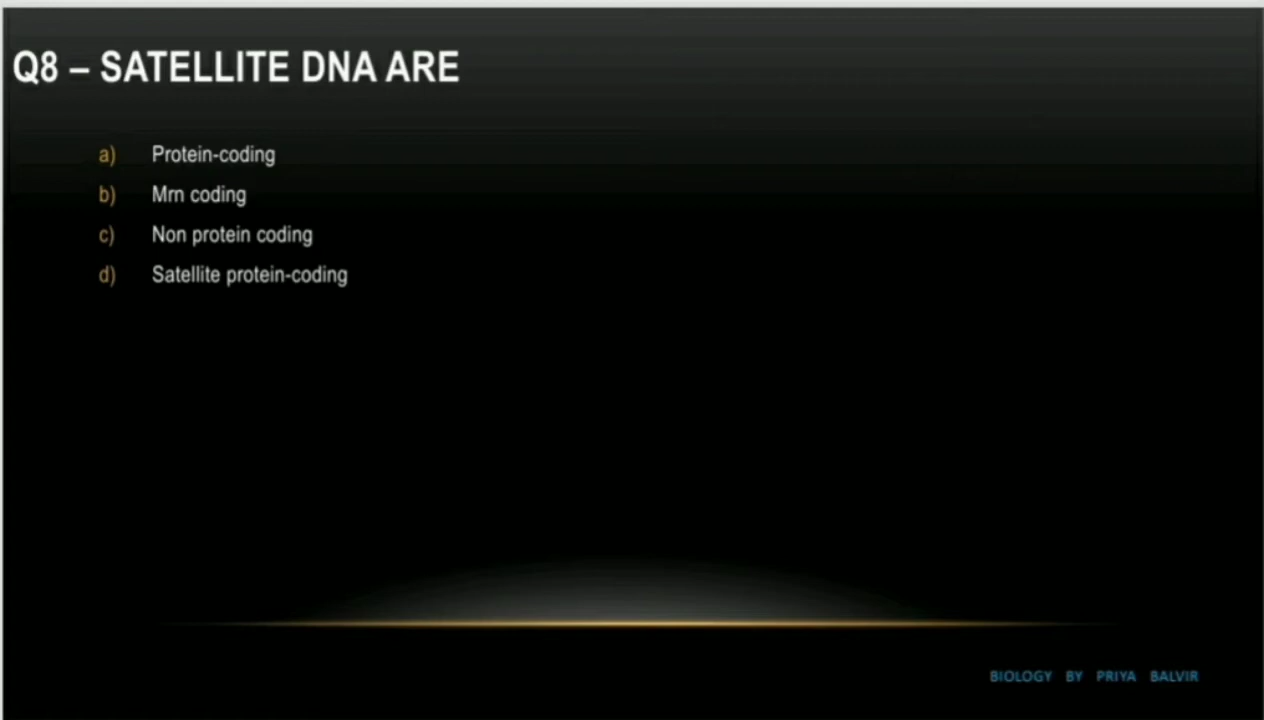 Q8 – SATELLITE DNA ARE
a) Protein-coding
b) Mrn coding
c) Non protein coding
d) Satellite protein-coding
BIOLOGY BY PRIYA BALVIR